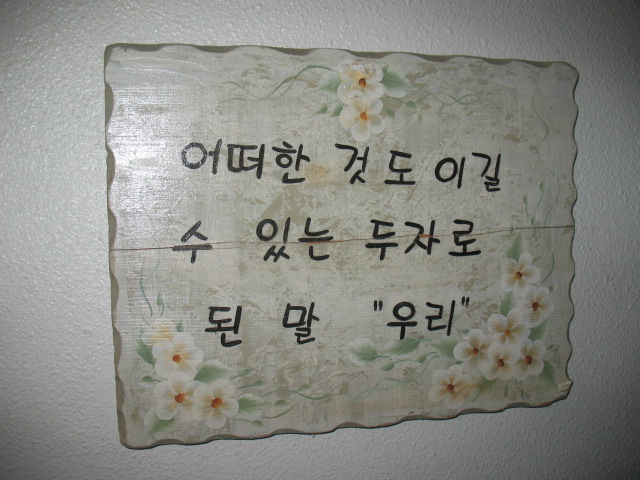 어떠한 것도 이길
수 있는 두자로
된 말 "우리"